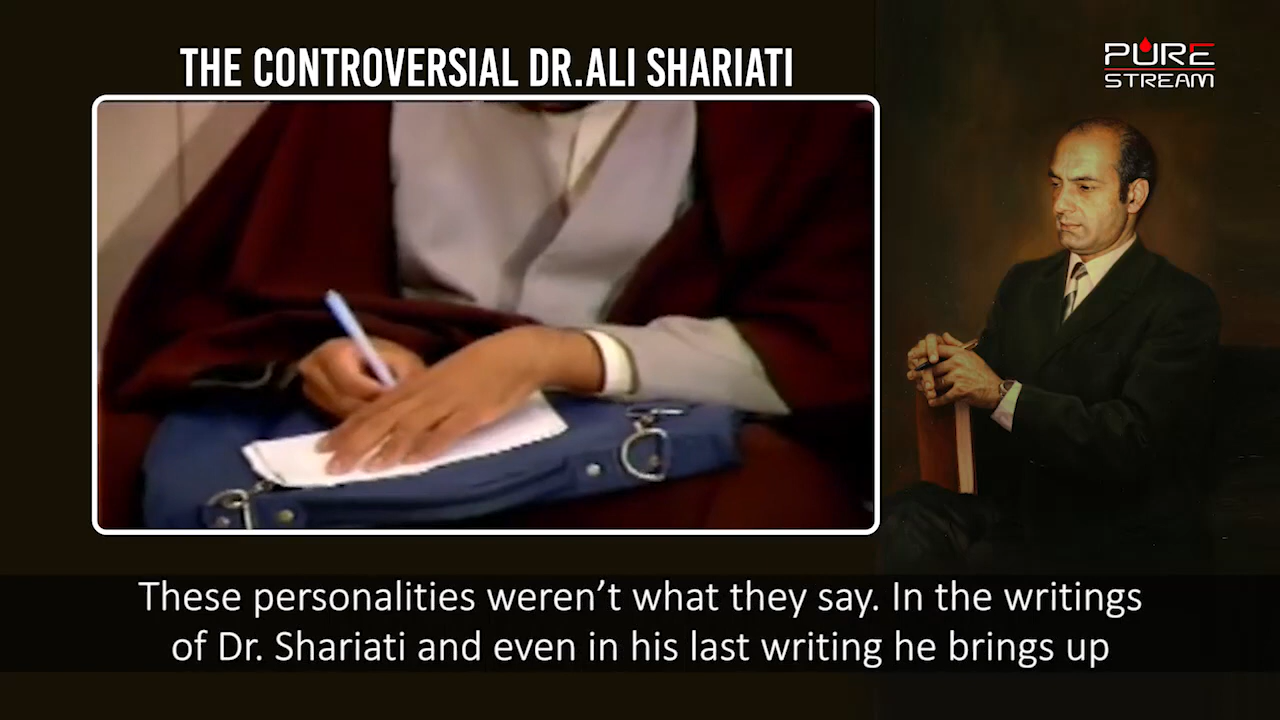 THE CONTROVERSIAL DR.ALI SHARIATI
PURE
STREAM
These personalities weren’t what they say. In the writings
of Dr. Shariati and even in his last writing he brings up